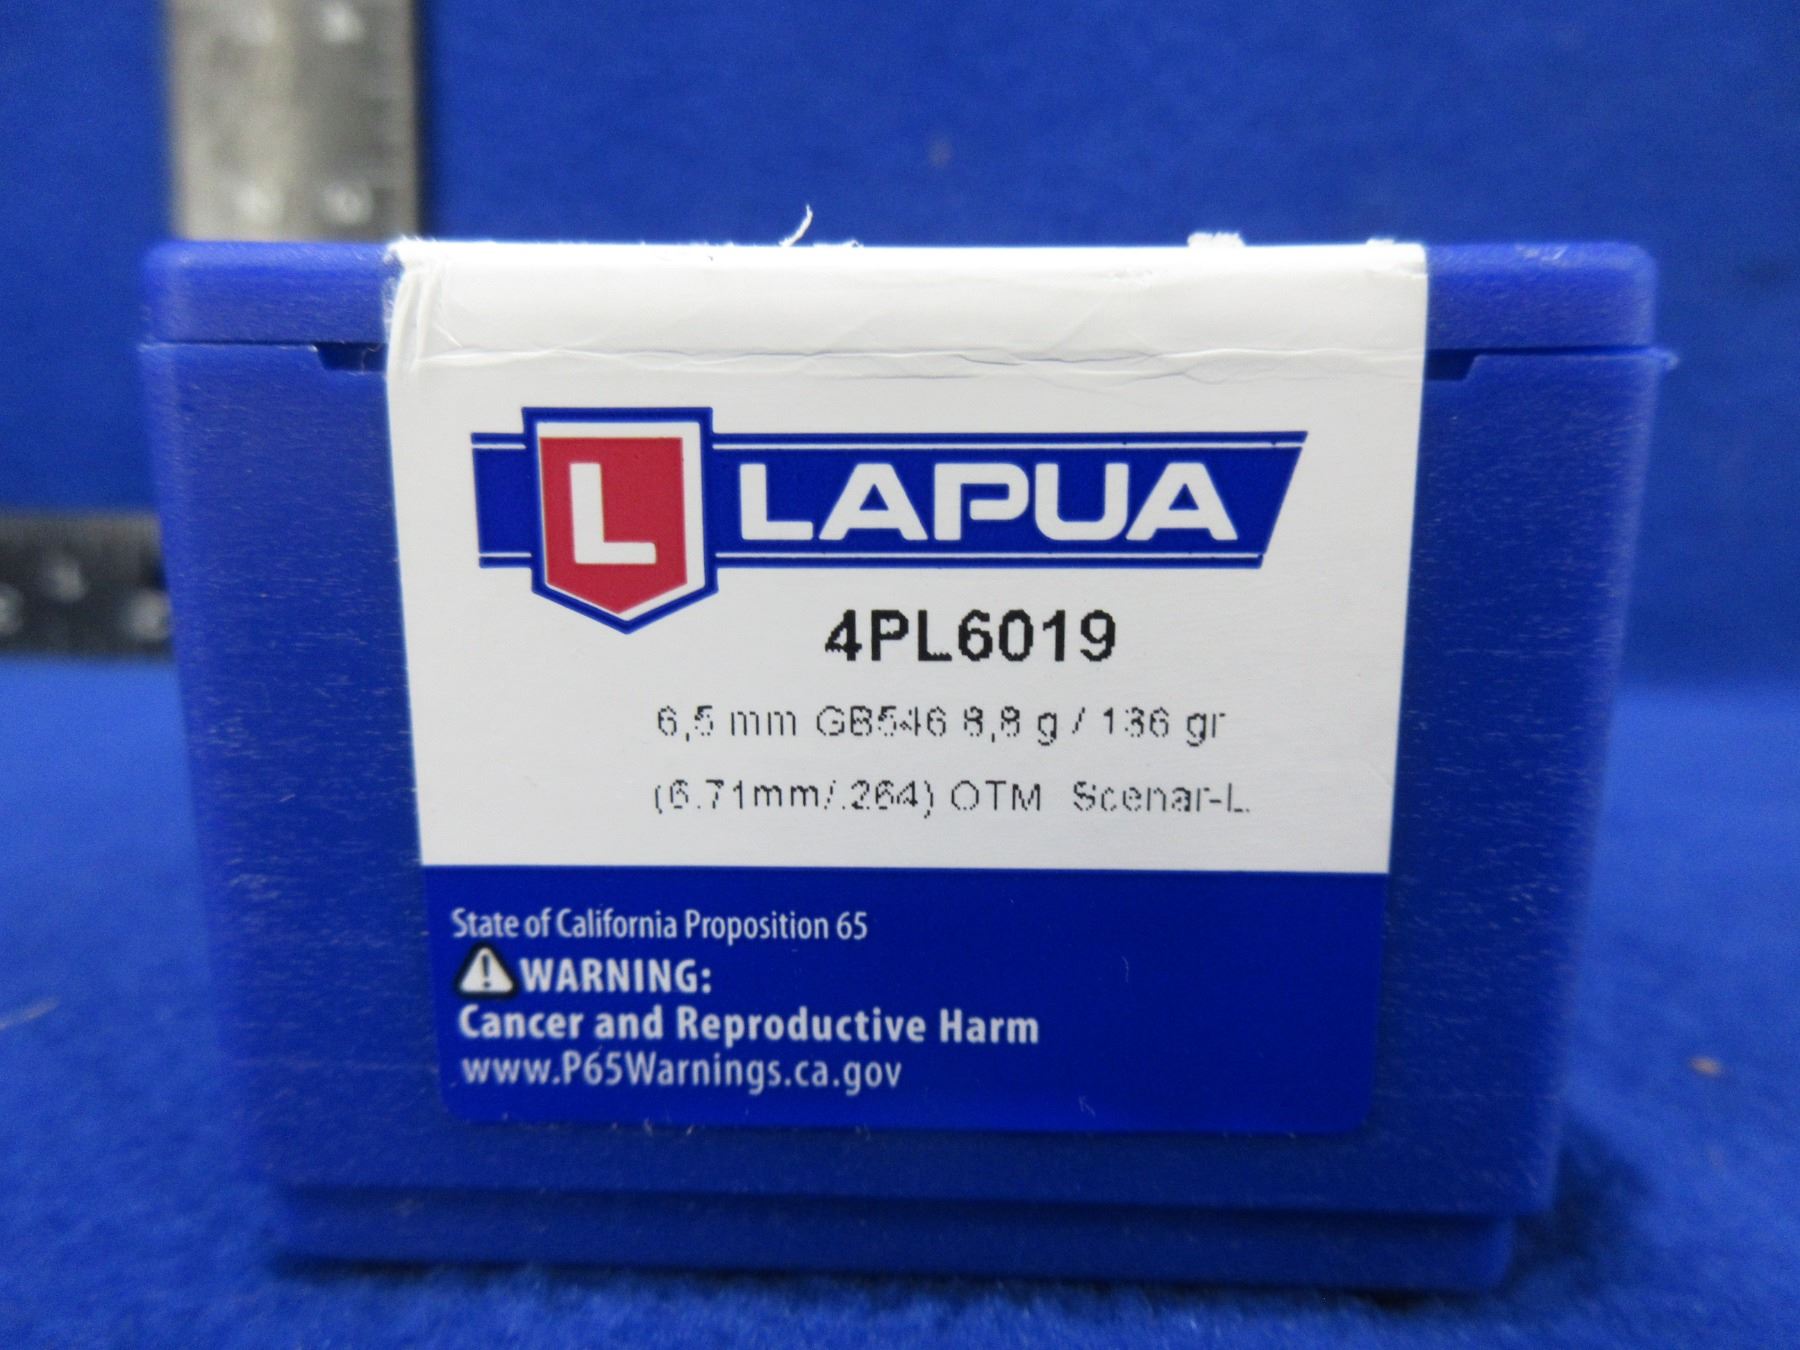 L LAPUA
4PL6019
6,5 mm GB546 8,8 g / 136 gr
(6.71mm/.264) OTM Scenar-L
State of California Proposition 65
WARNING:
Cancer and Reproductive Harm
www.P65Warnings.ca.gov